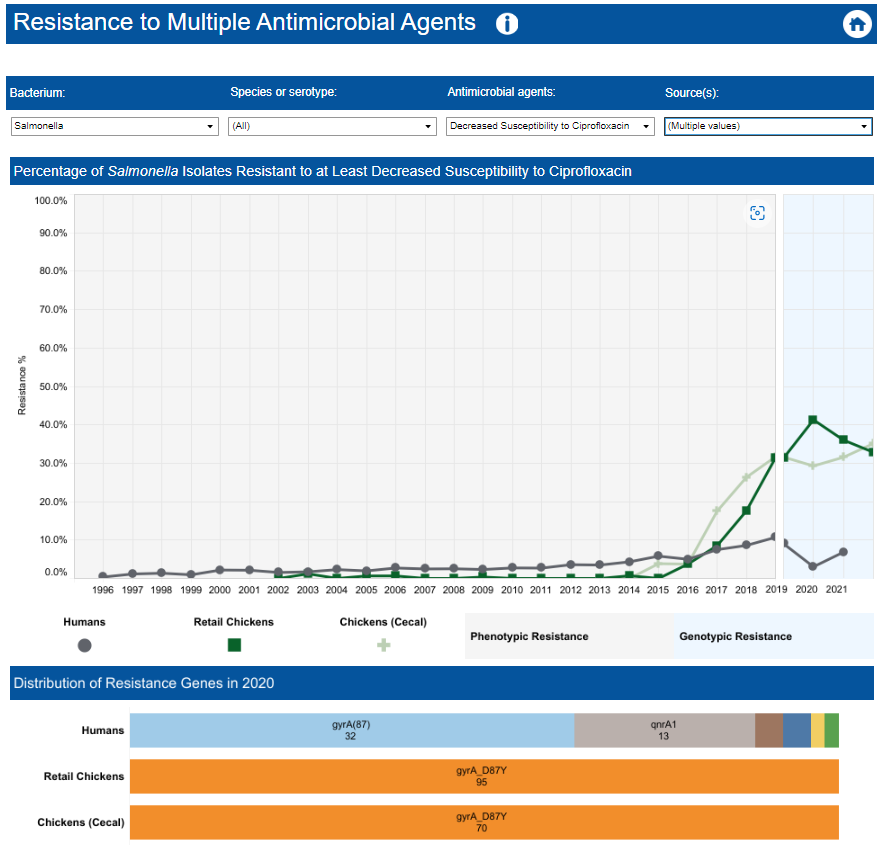 Resistance to Multiple Antimicrobial Agents i
Bacterium: Species or serotype: Antimicrobial agents: Source(s):
Salmonella (All) Decreased Susceptibility to Ciprofloxacin (Multiple values)
Percentage of Salmonella Isolates Resistant to at Least Decreased Susceptibility to Ciprofloxacin
100.0%
90.0%
80.0%
70.0%
60.0%
50.0%
40.0%
30.0%
20.0%
10.0%
0.0%
Resistance %
1996 1997 1998 1999 2000 2001 2002 2003 2004 2005 2006 2007 2008 2009 2010 2011 2012 2013 2014 2015 2016 2017 2018 2019 2020 2021
Humans Retail Chickens Chickens (Cecal)
Phenotypic Resistance Genotypic Resistance
Distribution of Resistance Genes in 2020
Humans
gyrA(87)
32
qnrA1
13
Retail Chickens
gyrA_D87Y
95
Chickens (Cecal)
gyrA_D87Y
70